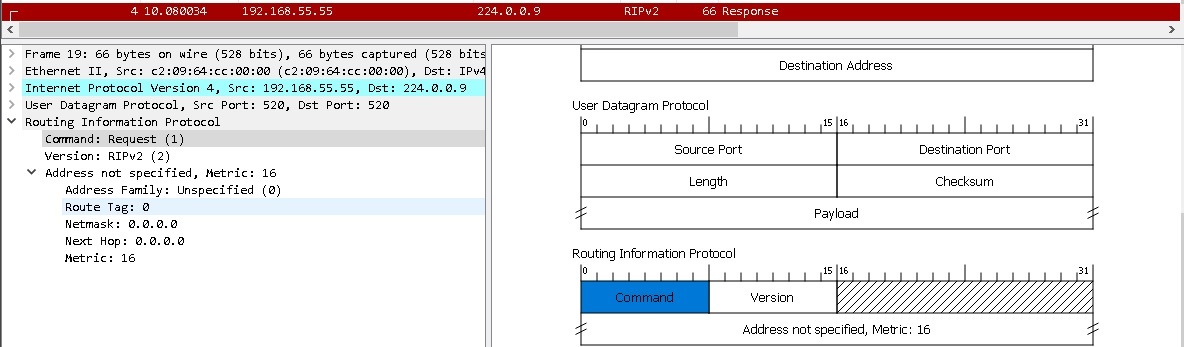 4 10.080034 192.168.55.55 224.0.0.9 RIPv2 66 Response
Frame 19: 66 bytes on wire (528 bits), 66 bytes captured (528 bits
Ethernet II, Src: c2:09:64:cc:00:00 (c2:09:64:cc:00:00), Dst: IPv4
Internet Protocol Version 4, Src: 192.168.55.55, Dst: 224.0.0.9
User Datagram Protocol, Src Port: 520, Dst Port: 520
Routing Information Protocol
Command: Request (1)
Version: RIPv2 (2)
Address not specified, Metric: 16
Address Family: Unspecified (0)
Route Tag: 0
Netmask: 0.0.0.0
Next Hop: 0.0.0.0
Metric: 16
Destination Address
User Datagram Protocol
0 15 16 31
Source Port Destination Port
Length Checksum
Payload
Routing Information Protocol
0 15 16 31
Command Version
Address not specified, Metric: 16